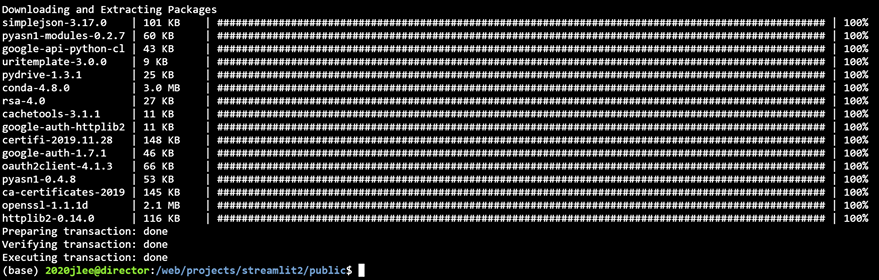 Downloading and Extracting Packages
simplejson-3.17.0    | 101 KB    | ##################################################################################################### | 100%
pyasn1-modules-0.2.7 | 60 KB     | ##################################################################################################### | 100%
google-api-python-cl | 43 KB     | ##################################################################################################### | 100%
uritemplate-3.0.0    | 9 KB      | ##################################################################################################### | 100%
pydrive-1.3.1        | 25 KB     | ##################################################################################################### | 100%
conda-4.8.0          | 3.0 MB    | ##################################################################################################### | 100%
rsa-4.0              | 27 KB     | ##################################################################################################### | 100%
cachetools-3.1.1     | 11 KB     | ##################################################################################################### | 100%
google-auth-httplib2 | 11 KB     | ##################################################################################################### | 100%
certifi-2019.11.28   | 148 KB    | ##################################################################################################### | 100%
google-auth-1.7.1    | 46 KB     | ##################################################################################################### | 100%
oauth2client-4.1.3   | 66 KB     | ##################################################################################################### | 100%
pyasn1-0.4.8         | 53 KB     | ##################################################################################################### | 100%
ca-certificates-2019 | 145 KB    | ##################################################################################################### | 100%
openssl-1.1.1d       | 2.1 MB    | ##################################################################################################### | 100%
httplib2-0.14.0      | 116 KB    | ##################################################################################################### | 100%
Preparing transaction: done
Verifying transaction: done
Executing transaction: done
(base) 2020jlee@director:/web/projects/streamlit2/public$